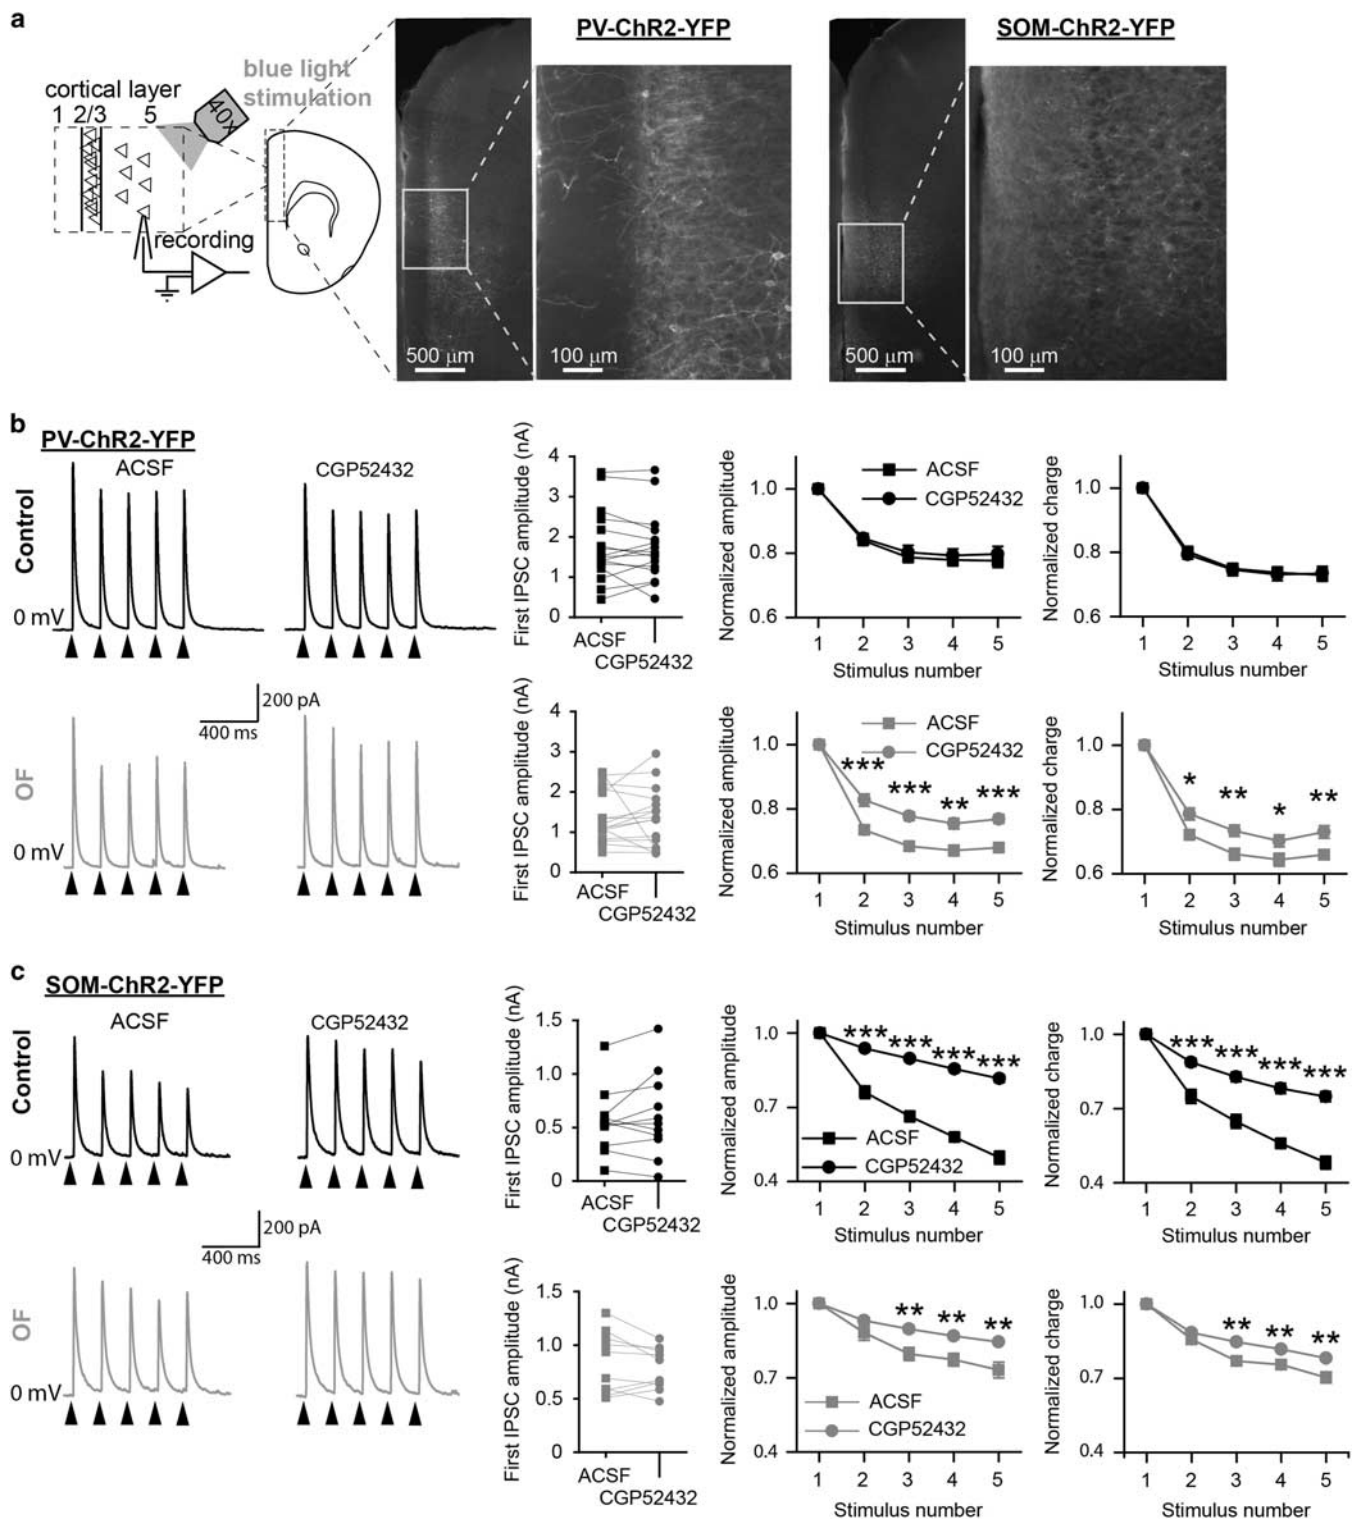 a
PV-ChR2-YFP
SOM-ChR2-YFP
blue light
stimulation
cortical layer
1 2/3 5
40X
recording
500 µm
100 µm
500 µm
100 µm
b
PV-ChR2-YFP
ACSF
CGP52432
Control
0 mV
First IPSC amplitude (nA)
4
3
2
1
0
ACSF
CGP52432
Normalized amplitude
1.0
0.8
0.6
ACSF
CGP52432
1 2 3 4 5
Stimulus number
Normalized charge
1.0
0.8
0.6
1 2 3 4 5
Stimulus number
200 pA
400 ms
OF
0 mV
First IPSC amplitude (nA)
4
3
2
1
0
ACSF
CGP52432
Normalized amplitude
1.0
0.8
0.6
ACSF
CGP52432
*** *** ** ***
1 2 3 4 5
Stimulus number
Normalized charge
1.0
0.8
0.6
* ** * **
1 2 3 4 5
Stimulus number
c
SOM-ChR2-YFP
ACSF
CGP52432
Control
0 mV
First IPSC amplitude (nA)
1.5
1.0
0.5
0
ACSF
CGP52432
Normalized amplitude
1.0
0.7
0.4
*** *** *** ***
ACSF
CGP52432
1 2 3 4 5
Stimulus number
Normalized charge
1.0
0.7
0.4
*** *** *** ***
1 2 3 4 5
Stimulus number
200 pA
400 ms
OF
0 mV
First IPSC amplitude (nA)
1.5
1.0
0.5
0
ACSF
CGP52432
Normalized amplitude
1.0
0.7
0.4
** ** **
ACSF
CGP52432
1 2 3 4 5
Stimulus number
Normalized charge
1.0
0.7
0.4
** ** **
1 2 3 4 5
Stimulus number